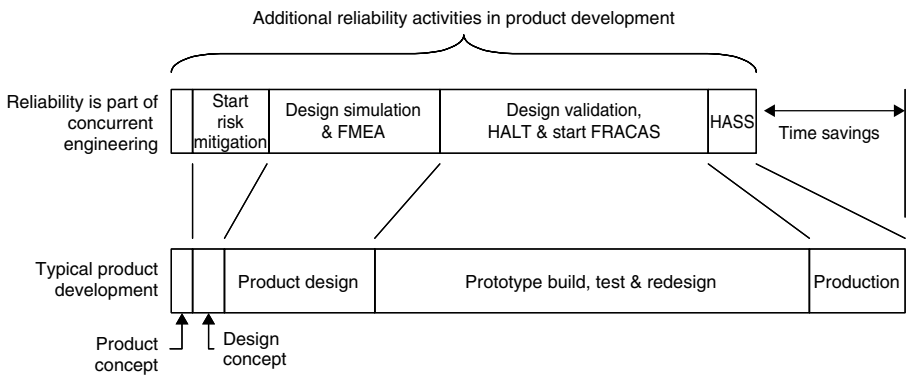 Additional reliability activities in product development
Reliability is part of
concurrent
engineering
Start
risk
mitigation
Design simulation
& FMEA
Design validation,
HALT & start FRACAS
HASS
Time savings
Typical product
development
Product design
Prototype build, test & redesign
Production
Product
concept
Design
concept